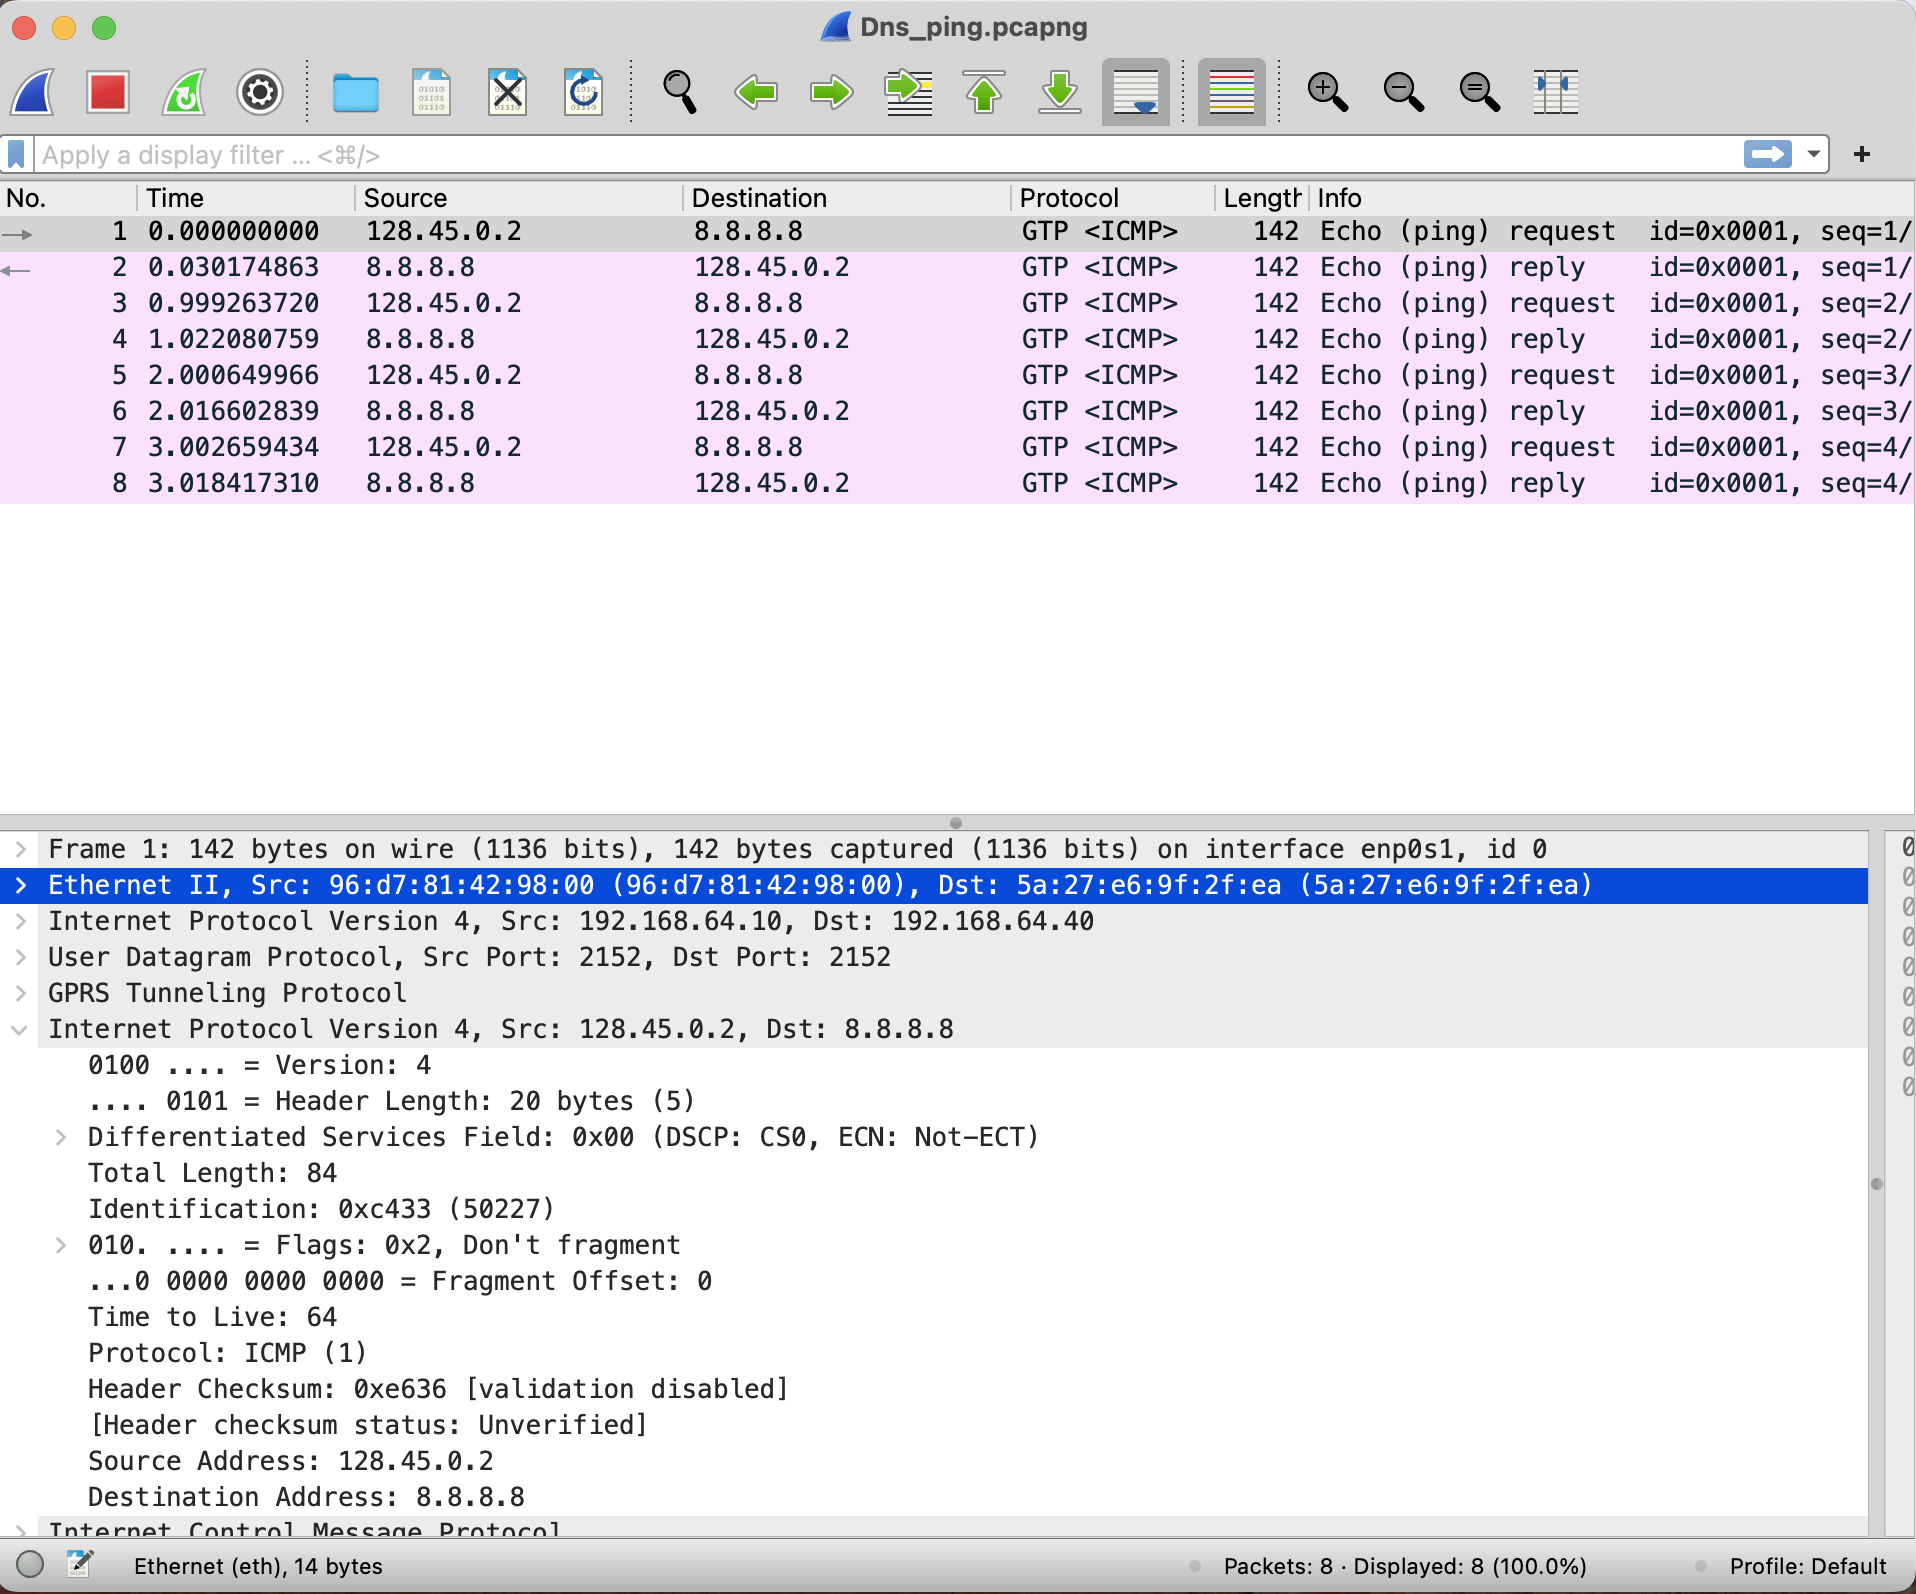 Dns_ping.pcapng
Apply a display filter ... <⌘/>
+
No. Time Source Destination Protocol Length Info
1 0.000000000 128.45.0.2 8.8.8.8 GTP <ICMP> 142 Echo (ping) request id=0x0001, seq=1/
2 0.030174863 8.8.8.8 128.45.0.2 GTP <ICMP> 142 Echo (ping) reply id=0x0001, seq=1/
3 0.999263720 128.45.0.2 8.8.8.8 GTP <ICMP> 142 Echo (ping) request id=0x0001, seq=2/
4 1.022080759 8.8.8.8 128.45.0.2 GTP <ICMP> 142 Echo (ping) reply id=0x0001, seq=2/
5 2.000649966 128.45.0.2 8.8.8.8 GTP <ICMP> 142 Echo (ping) request id=0x0001, seq=3/
6 2.016602839 8.8.8.8 128.45.0.2 GTP <ICMP> 142 Echo (ping) reply id=0x0001, seq=3/
7 3.002659434 128.45.0.2 8.8.8.8 GTP <ICMP> 142 Echo (ping) request id=0x0001, seq=4/
8 3.018417310 8.8.8.8 128.45.0.2 GTP <ICMP> 142 Echo (ping) reply id=0x0001, seq=4/
Frame 1: 142 bytes on wire (1136 bits), 142 bytes captured (1136 bits) on interface enp0s1, id 0
Ethernet II, Src: 96:d7:81:42:98:00 (96:d7:81:42:98:00), Dst: 5a:27:e6:9f:2f:ea (5a:27:e6:9f:2f:ea)
Internet Protocol Version 4, Src: 192.168.64.10, Dst: 192.168.64.40
User Datagram Protocol, Src Port: 2152, Dst Port: 2152
GPRS Tunneling Protocol
Internet Protocol Version 4, Src: 128.45.0.2, Dst: 8.8.8.8
0100 .... = Version: 4
.... 0101 = Header Length: 20 bytes (5)
Differentiated Services Field: 0x00 (DSCP: CS0, ECN: Not-ECT)
Total Length: 84
Identification: 0xc433 (50227)
010. .... = Flags: 0x2, Don't fragment
...0 0000 0000 0000 = Fragment Offset: 0
Time to Live: 64
Protocol: ICMP (1)
Header Checksum: 0xe636 [validation disabled]
[Header checksum status: Unverified]
Source Address: 128.45.0.2
Destination Address: 8.8.8.8
Internet Control Message Protocol
Ethernet (eth), 14 bytes
Packets: 8 · Displayed: 8 (100.0%)
Profile: Default